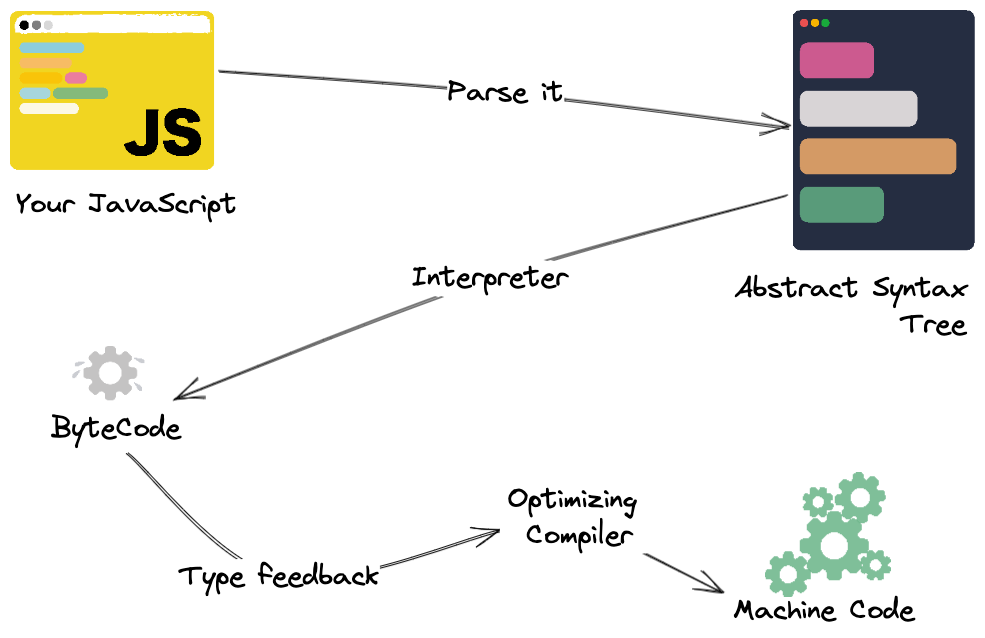 JS
Your JavaScript
Parse it
Abstract Syntax
Tree
Interpreter
ByteCode
Type feedback
Optimizing
Compiler
Machine Code